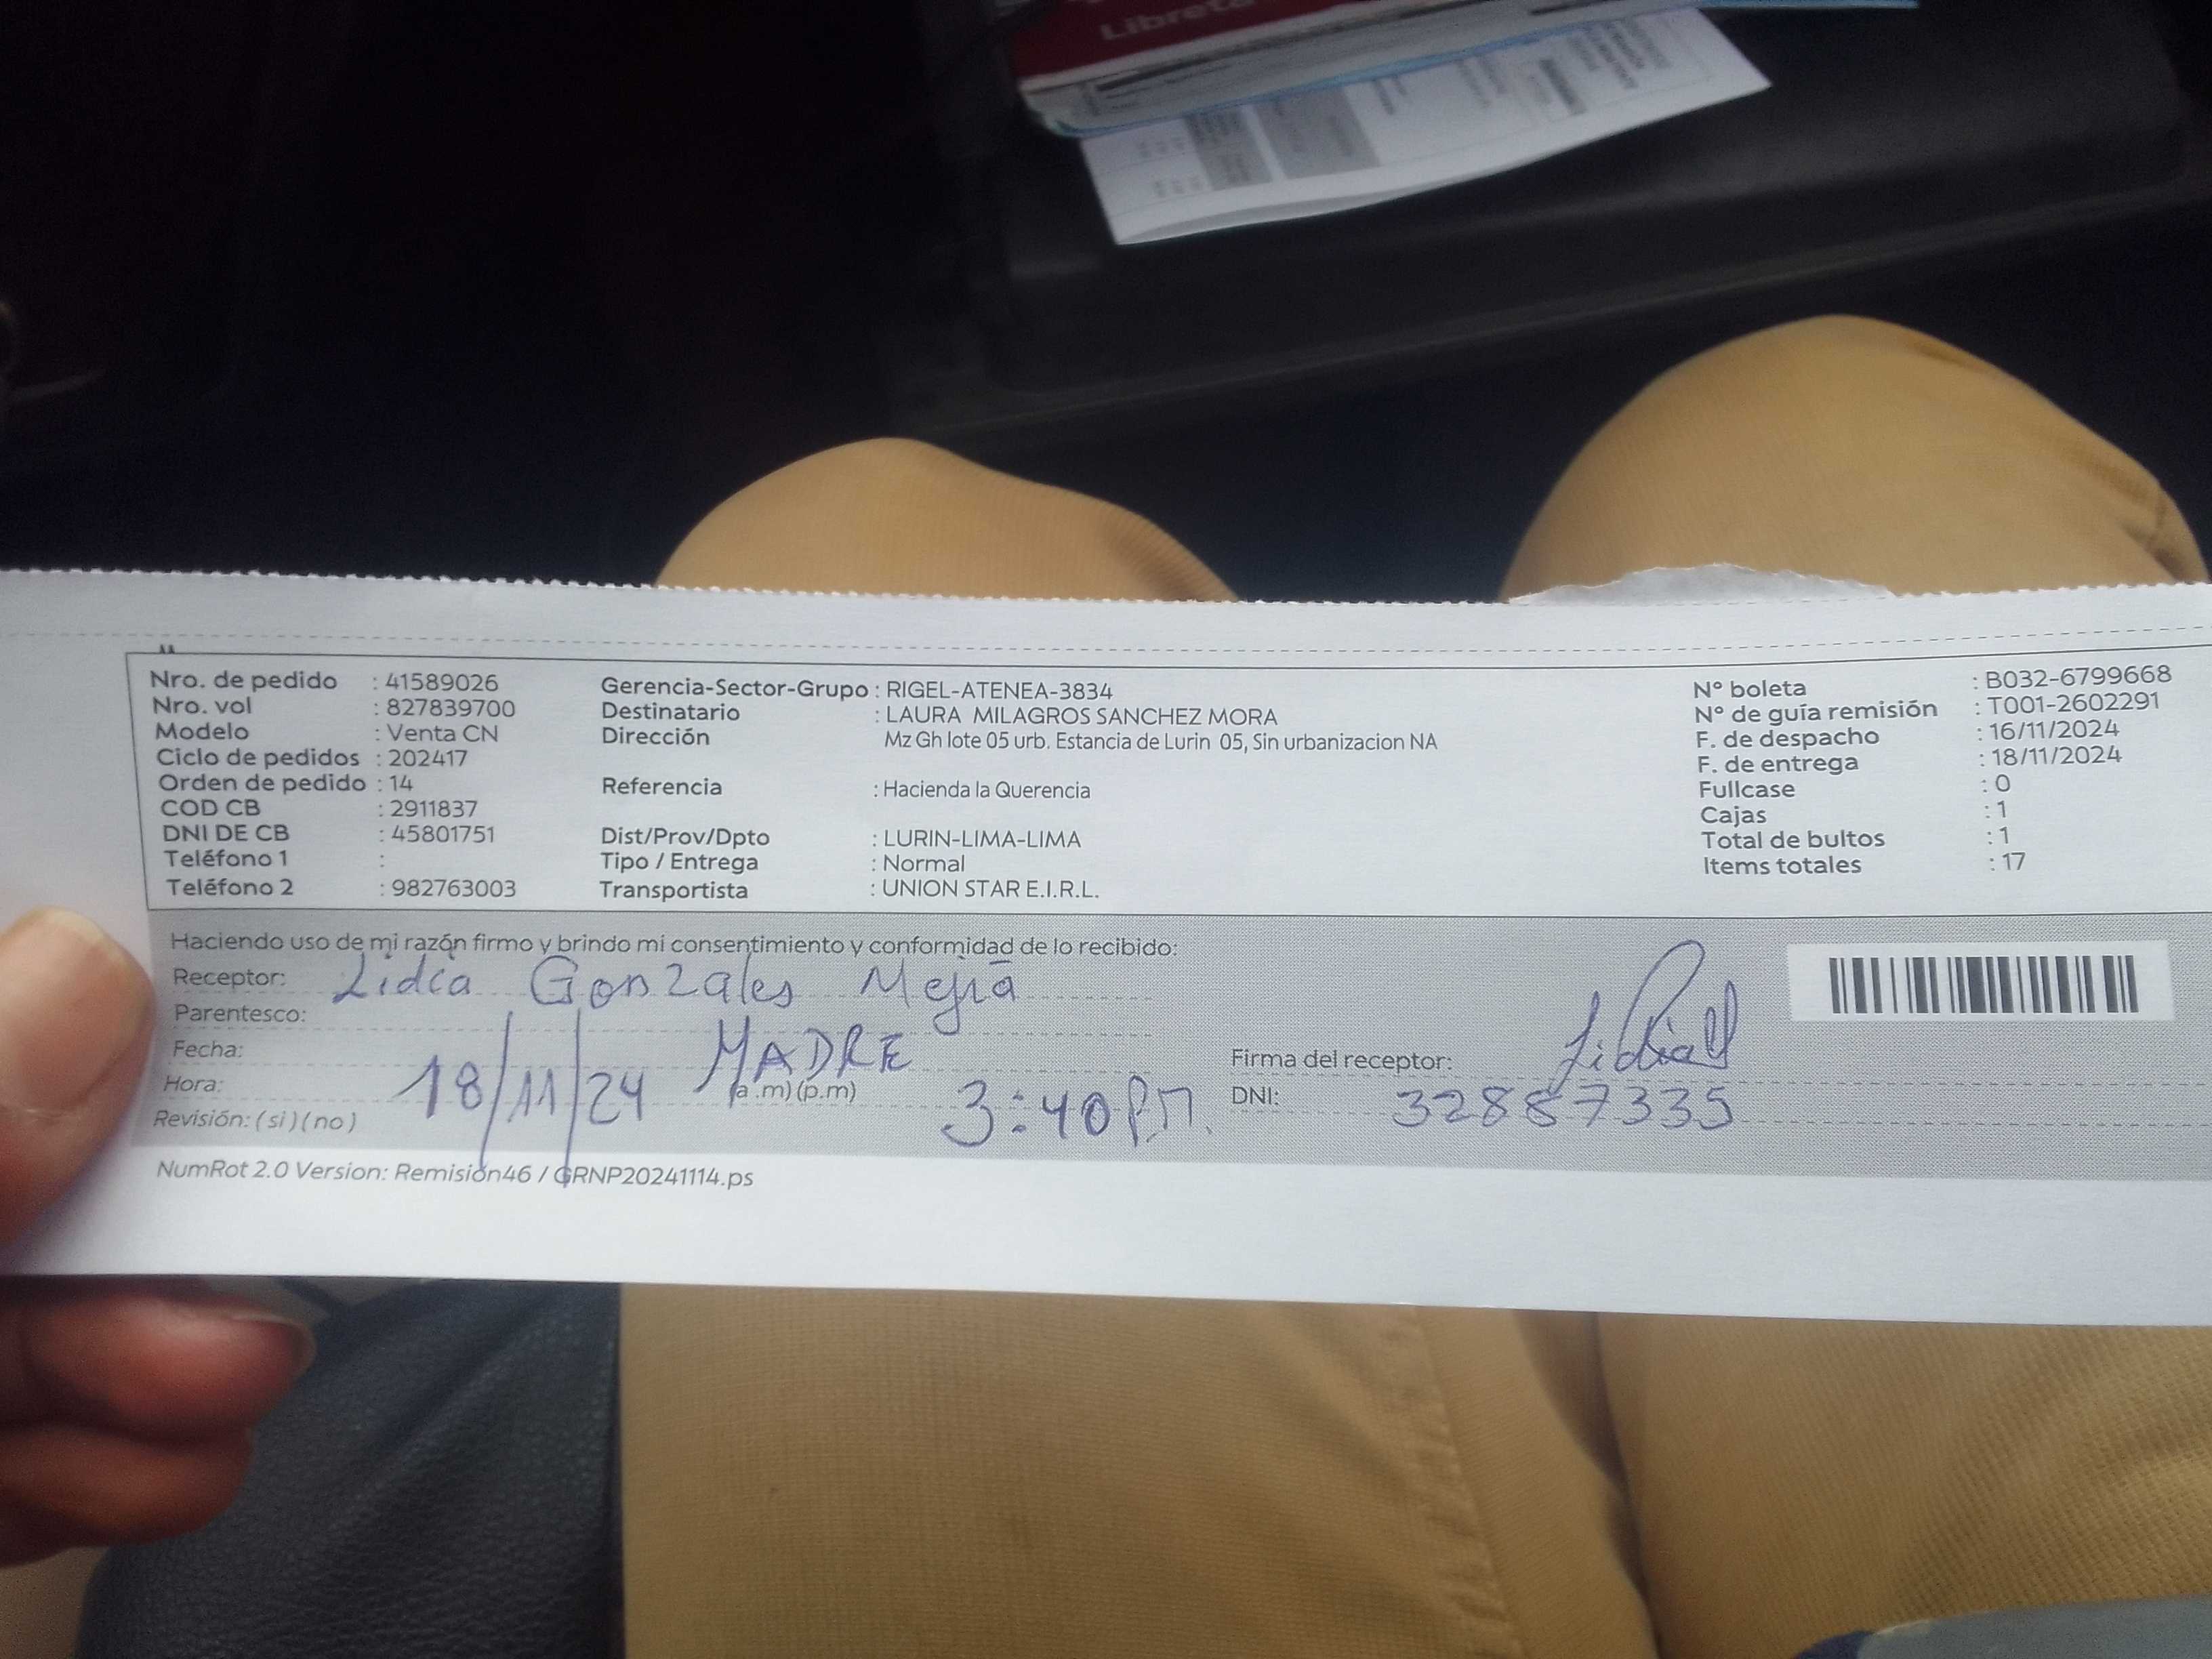 Libreta
Nro. de pedido : 41589026
Nro. vol : 827839700
Modelo : Venta CN
Ciclo de pedidos : 202417
Orden de pedido : 14
COD CB : 2911837
DNI DE CB : 45801751
Teléfono 1 :
Teléfono 2 : 982763003
Gerencia-Sector-Grupo : RIGEL-ATENEA-3834
Destinatario : LAURA MILAGROS SANCHEZ MORA
Dirección Mz Gh lote 05 urb. Estancia de Lurin 05, Sin urbanizacion NA
Referencia : Hacienda la Querencia
Dist/Prov/Dpto : LURIN-LIMA-LIMA
Tipo / Entrega : Normal
Transportista : UNION STAR E.I.R.L.
N° boleta : B032-6799668
N° de guía remisión : T001-2602291
F. de despacho : 16/11/2024
F. de entrega : 18/11/2024
Fullcase : 0
Cajas : 1
Total de bultos : 1
Items totales : 17
Haciendo uso de mi razón firmo y brindo mi consentimiento y conformidad de lo recibido:
Receptor: Lidia Gonzales Mejia
Parentesco: MADRE
Fecha: 18/11/24
Hora: (a.m) (p.m) 3:40 P.M.
Revisión: (si) (no)
Firma del receptor: Lidia
DNI: 32887335
NumRot 2.0 Version: Remisión46 / GRNP20241114.ps